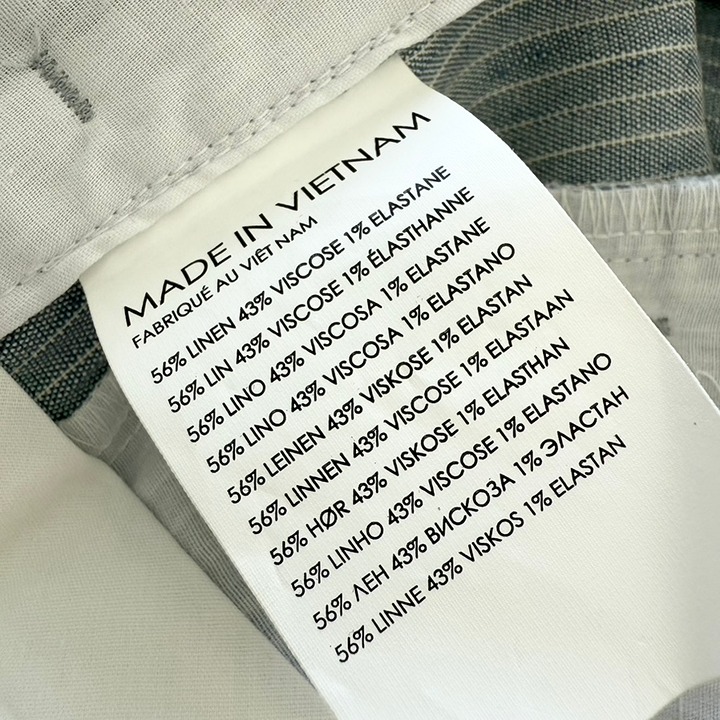 MADE IN VIETNAM
FABRIQUÉ AU VIÊT NAM
56% LINEN 43% VISCOSE 1% ELASTANE
56% LIN 43% VISCOSE 1% ÉLASTHANNE
56% LINO 43% VISCOSA 1% ELASTANE
56% LINO 43% VISCOSA 1% ELASTANO
56% LEINEN 43% VISKOSE 1% ELASTAN
56% LINNEN 43% VISCOSE 1% ELASTAAN
56% HØR 43% VISKOSE 1% ELASTHAN
56% LINHO 43% VISCOSE 1% ELASTANO
56% ЛЕН 43% ВИСКОЗА 1% ЭЛАСТАН
56% LINNE 43% VISKOS 1% ELASTAN